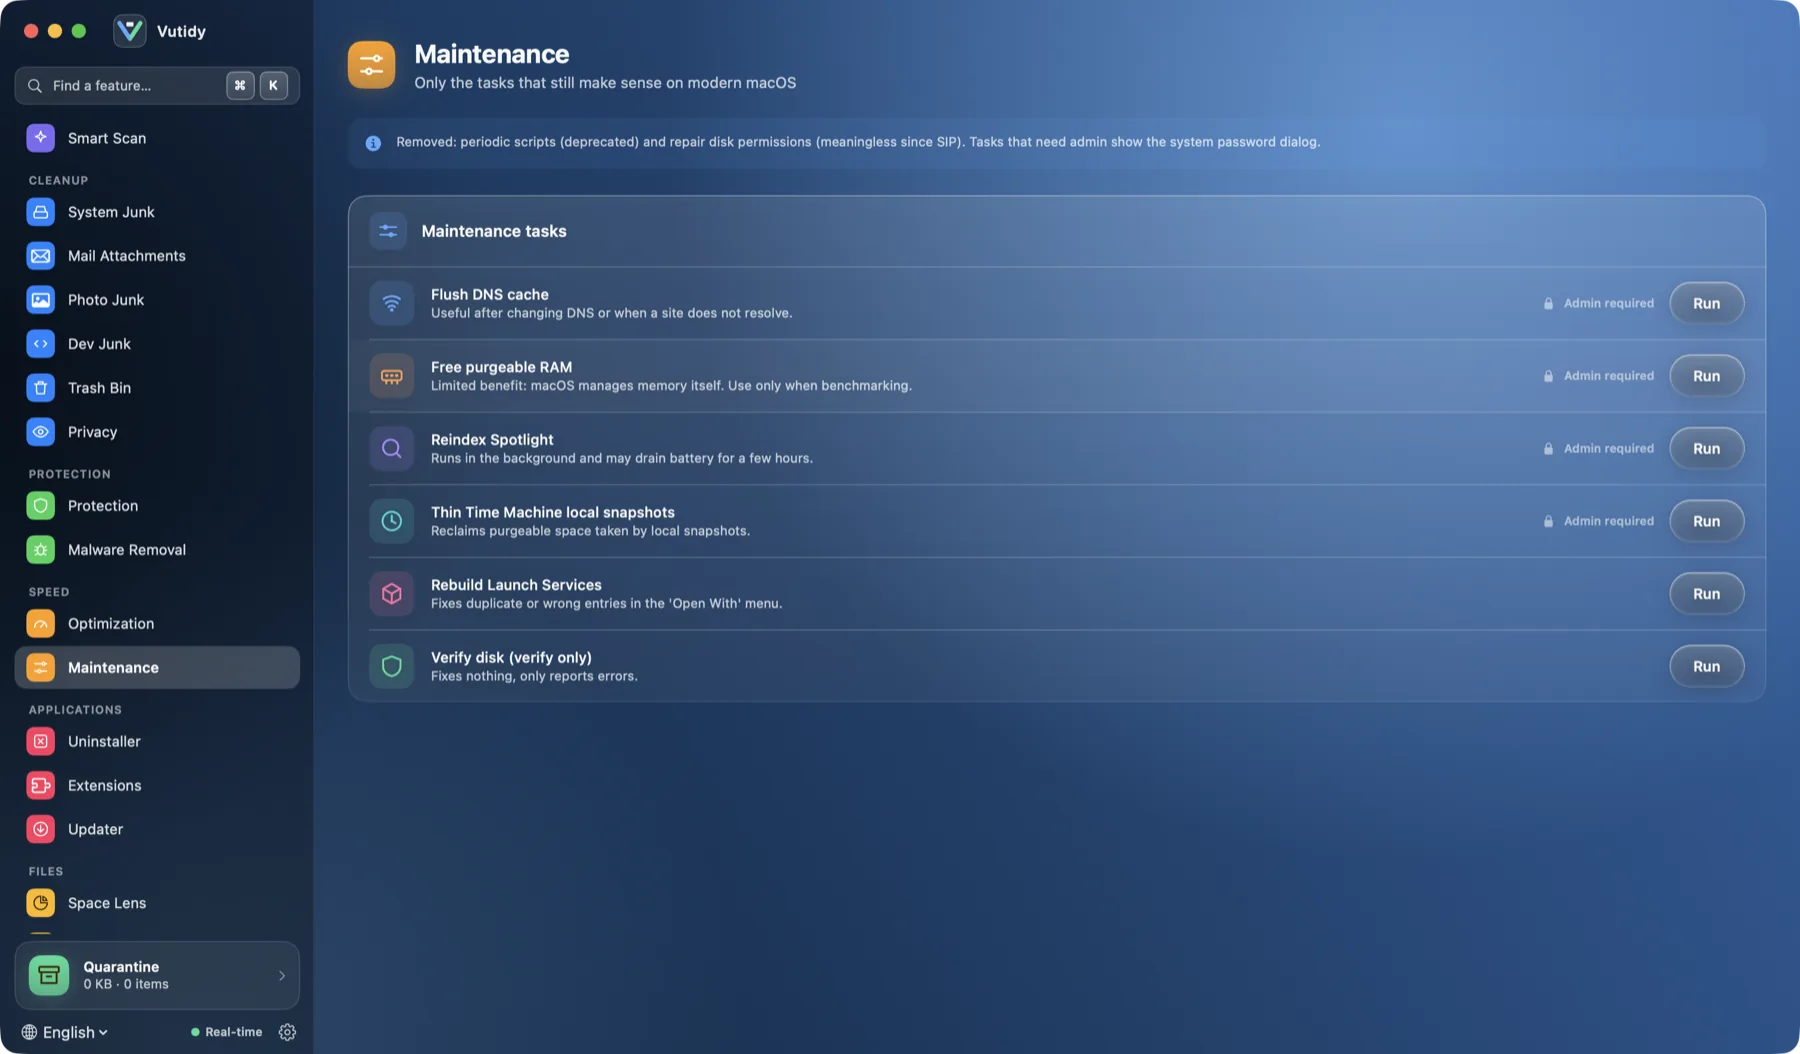 Vutidy
Find a feature...
⌘ K
Smart Scan
CLEANUP
System Junk
Mail Attachments
Photo Junk
Dev Junk
Trash Bin
Privacy
PROTECTION
Protection
Malware Removal
SPEED
Optimization
Maintenance
APPLICATIONS
Uninstaller
Extensions
Updater
FILES
Space Lens
Quarantine
0 KB · 0 items
English
Real-time
Maintenance
Only the tasks that still make sense on modern macOS
Removed: periodic scripts (deprecated) and repair disk permissions (meaningless since SIP). Tasks that need admin show the system password dialog.
Maintenance tasks
Flush DNS cache
Useful after changing DNS or when a site does not resolve.
Admin required
Run
Free purgeable RAM
Limited benefit: macOS manages memory itself. Use only when benchmarking.
Admin required
Run
Reindex Spotlight
Runs in the background and may drain battery for a few hours.
Admin required
Run
Thin Time Machine local snapshots
Reclaims purgeable space taken by local snapshots.
Admin required
Run
Rebuild Launch Services
Fixes duplicate or wrong entries in the 'Open With' menu.
Run
Verify disk (verify only)
Fixes nothing, only reports errors.
Run